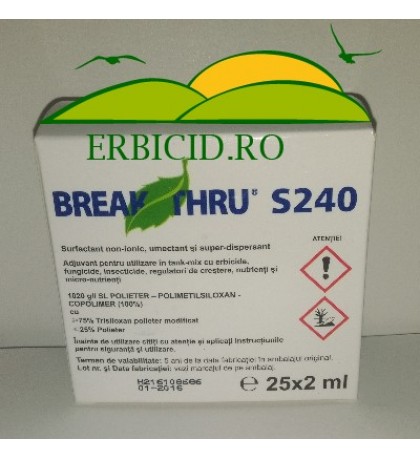 ERBICID.RO
BREAK THRU® S240
Surfactant non-ionic, umectant și super-dispersant
ATENȚIE!
Adjuvant pentru utilizare în tank-mix cu erbicide,
fungicide, insecticide, regulatori de creștere, nutrienți și
micro-nutrienți
1020 g/l SL POLIETER – POLIMETILSILOXAN -
COPOLIMER (100%)
cu
>75% Trisiloxan polieter modificat
< 25% Polieter
Înainte de utilizare citiți cu atenție și aplicați instrucțiunile
pentru siguranță și utilizare.
Termen de valabilitate: 5 ani de la data fabricației în ambalajul original.
Lot nr. și Data fabricației: vezi marcajul de pe ambalaj.
01-2016
℮ 25x2 ml